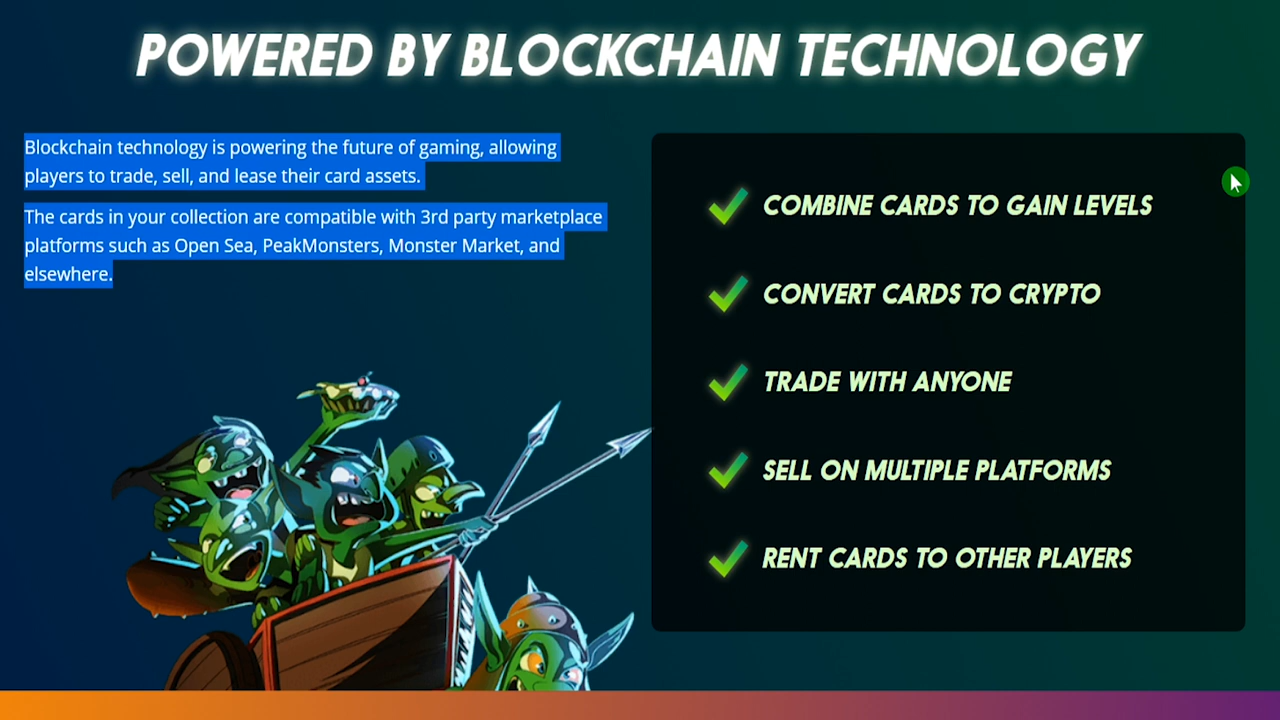 POWERED BY BLOCKCHAIN TECHNOLOGY
Blockchain technology is powering the future of gaming, allowing
players to trade, sell, and lease their card assets.
The cards in your collection are compatible with 3rd party marketplace
platforms such as Open Sea, PeakMonsters, Monster Market, and
elsewhere.
COMBINE CARDS TO GAIN LEVELS
CONVERT CARDS TO CRYPTO
TRADE WITH ANYONE
SELL ON MULTIPLE PLATFORMS
RENT CARDS TO OTHER PLAYERS